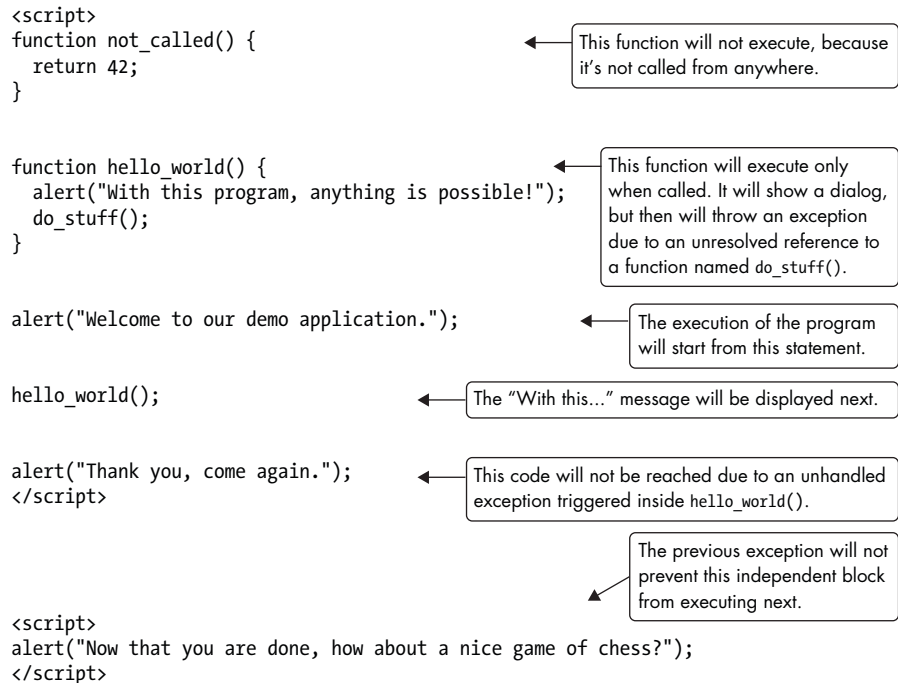 <script>
function not_called() {
This function will not execute, because
it's not called from anywhere.
return 42;
}
function hello_world() {
This function will execute only
when called. It will show a dialog,
but then will throw an exception
due to an unresolved reference to
a function named do_stuff().
alert("With this program, anything is possible!");
do_stuff();
}
alert("Welcome to our demo application.");
The execution of the program
will start from this statement.
hello_world();
The “With this...” message will be displayed next.
alert("Thank you, come again.");
</script>
This code will not be reached due to an unhandled
exception triggered inside hello_world().
The previous exception will not
prevent this independent block
from executing next.
<script>
alert("Now that you are done, how about a nice game of chess?");
</script>